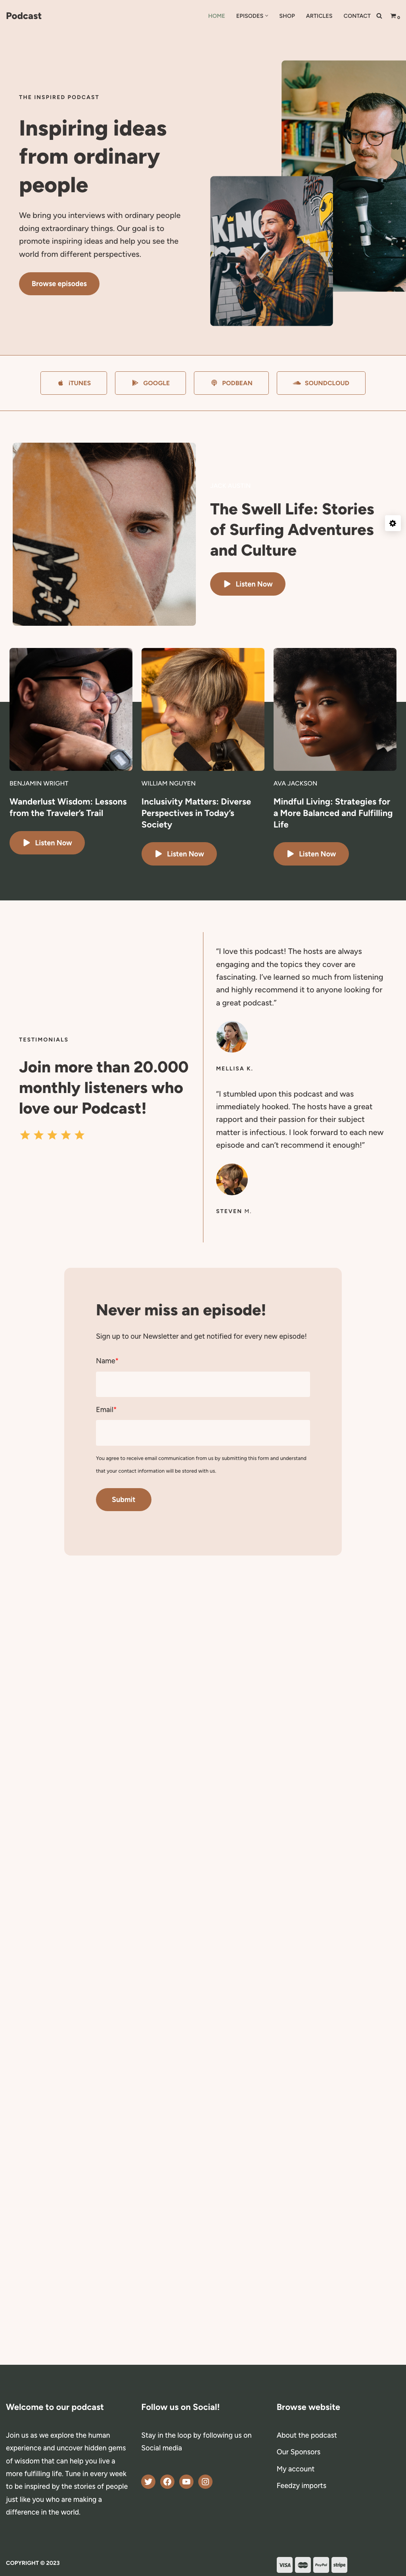 Podcast
HOME EPISODES SHOP ARTICLES CONTACT 0
THE INSPIRED PODCAST
Inspiring ideas
from ordinary
people
We bring you interviews with ordinary people
doing extraordinary things. Our goal is to
promote inspiring ideas and help you see the
world from different perspectives.
Browse episodes
iTUNES
GOOGLE
PODBEAN
SOUNDCLOUD
The Swell Life: Stories
of Surfing Adventures
and Culture
Listen Now
BENJAMIN WRIGHT
Wanderlust Wisdom: Lessons
from the Traveler’s Trail
Listen Now
WILLIAM NGUYEN
Inclusivity Matters: Diverse
Perspectives in Today’s
Society
Listen Now
AVA JACKSON
Mindful Living: Strategies for
a More Balanced and Fulfilling
Life
Listen Now
TESTIMONIALS
Join more than 20.000
monthly listeners who
love our Podcast!
“I love this podcast! The hosts are always
engaging and the topics they cover are
fascinating. I’ve learned so much from listening
and highly recommend it to anyone looking for
a great podcast.”
MELLISA K.
“I stumbled upon this podcast and was
immediately hooked. The hosts have a great
rapport and their passion for their subject
matter is infectious. I look forward to each new
episode and can’t recommend it enough!”
STEVEN M.
Never miss an episode!
Sign up to our Newsletter and get notified for every new episode!
Name*
Email*
You agree to receive email communication from us by submitting this form and understand
that your contact information will be stored with us.
Submit
Welcome to our podcast
Join us as we explore the human
experience and uncover hidden gems
of wisdom that can help you live a
more fulfilling life. Tune in every week
to be inspired by the stories of people
just like you who are making a
difference in the world.
Follow us on Social!
Stay in the loop by following us on
Social media
Browse website
About the podcast
Our Sponsors
My account
Feedzy imports
COPYRIGHT © 2023
VISA
PayPal
stripe